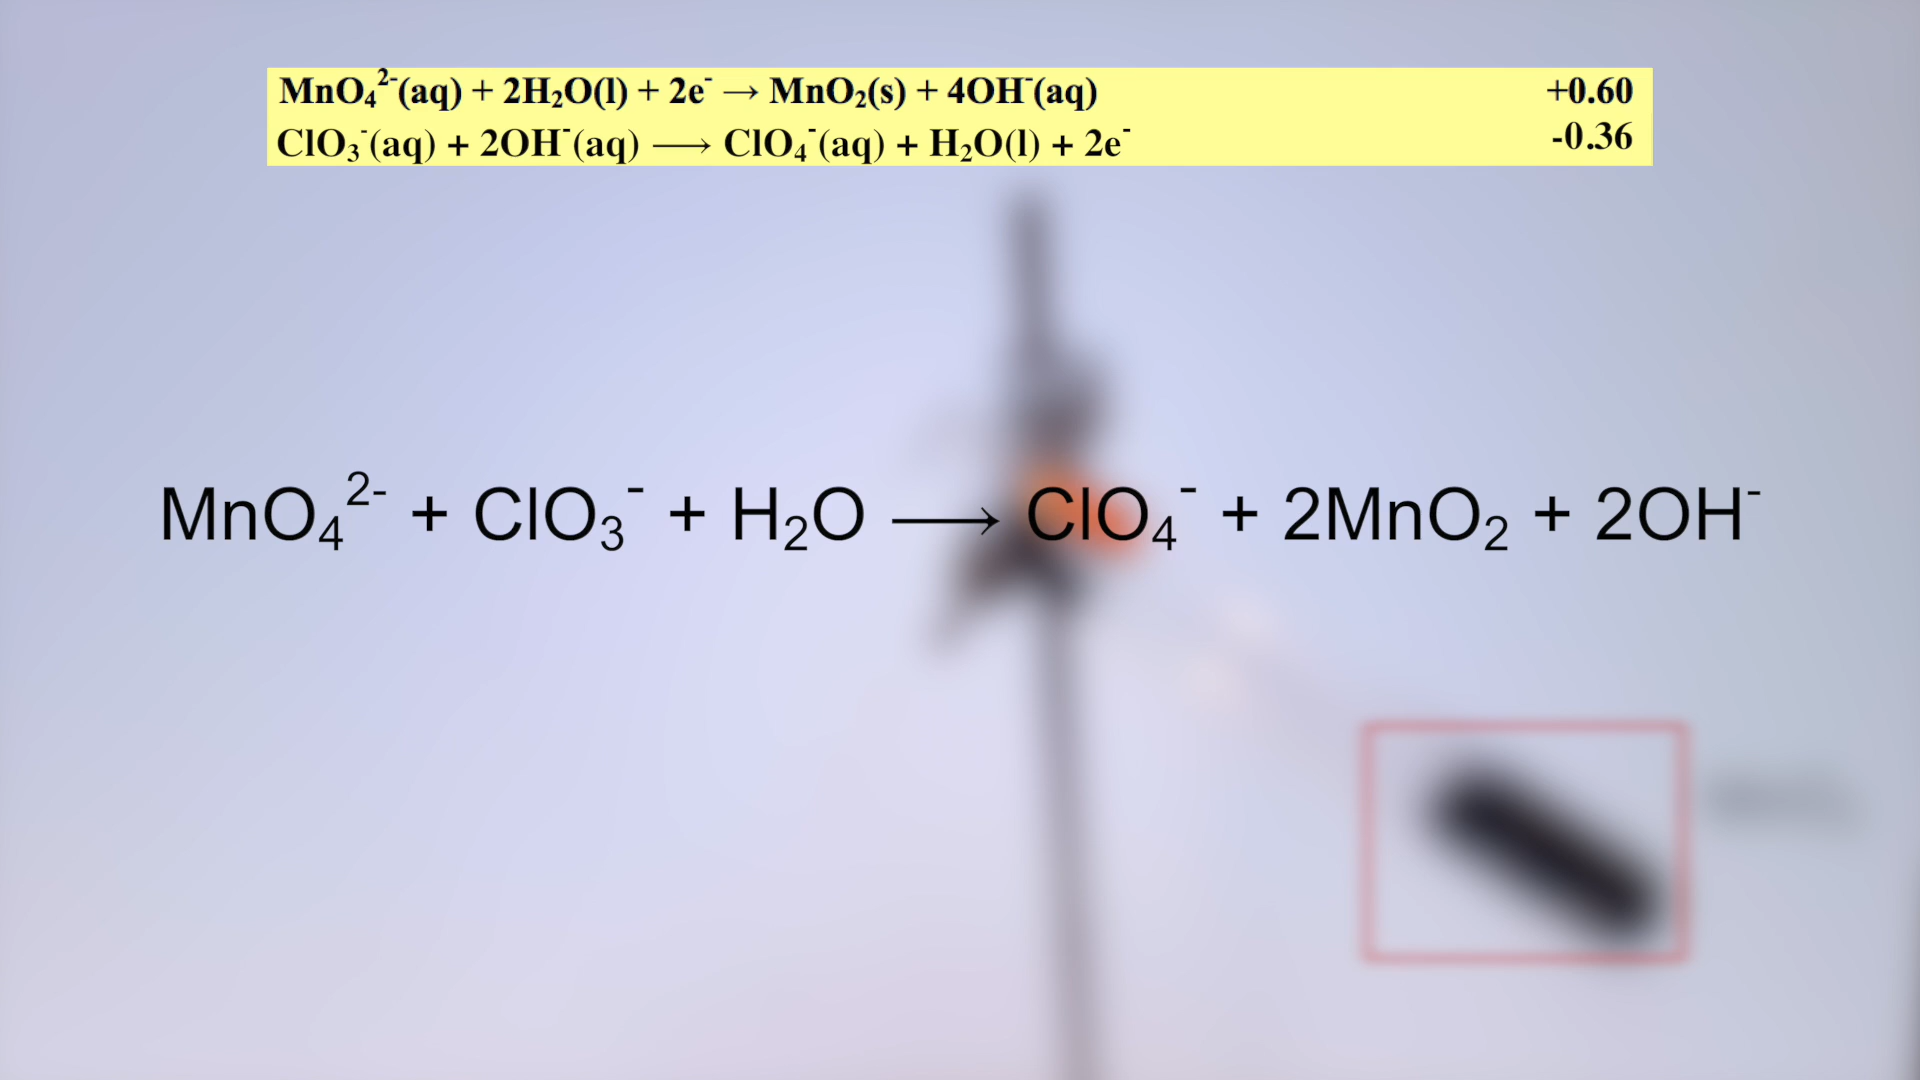 MnO₄²⁻(aq) + 2H₂O(l) + 2e⁻ → MnO₂(s) + 4OH⁻(aq) +0.60
ClO₃⁻(aq) + 2OH⁻(aq) ⟶ ClO₄⁻(aq) + H₂O(l) + 2e⁻ -0.36
MnO₄²⁻ + ClO₃⁻ + H₂O ⟶ ClO₄⁻ + 2MnO₂ + 2OH⁻